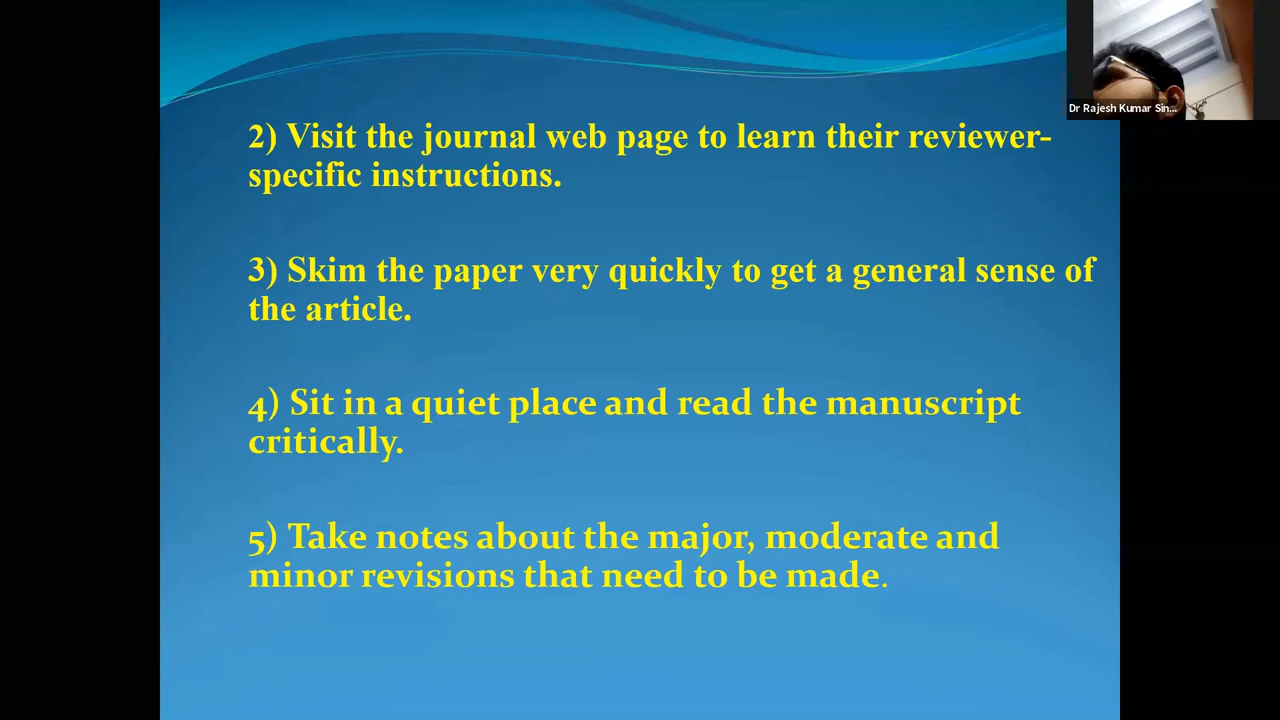 Dr Rajesh Kumar Sin...
2) Visit the journal web page to learn their reviewer-
specific instructions.
3) Skim the paper very quickly to get a general sense of
the article.
4) Sit in a quiet place and read the manuscript
critically.
5) Take notes about the major, moderate and
minor revisions that need to be made.